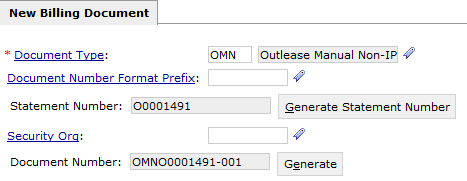 New Billing Document
* Document Type: OMN Outlease Manual Non-IP
Document Number Format Prefix:
Statement Number: O0001491 Generate Statement Number
Security Org:
Document Number: OMNO0001491-001 Generate